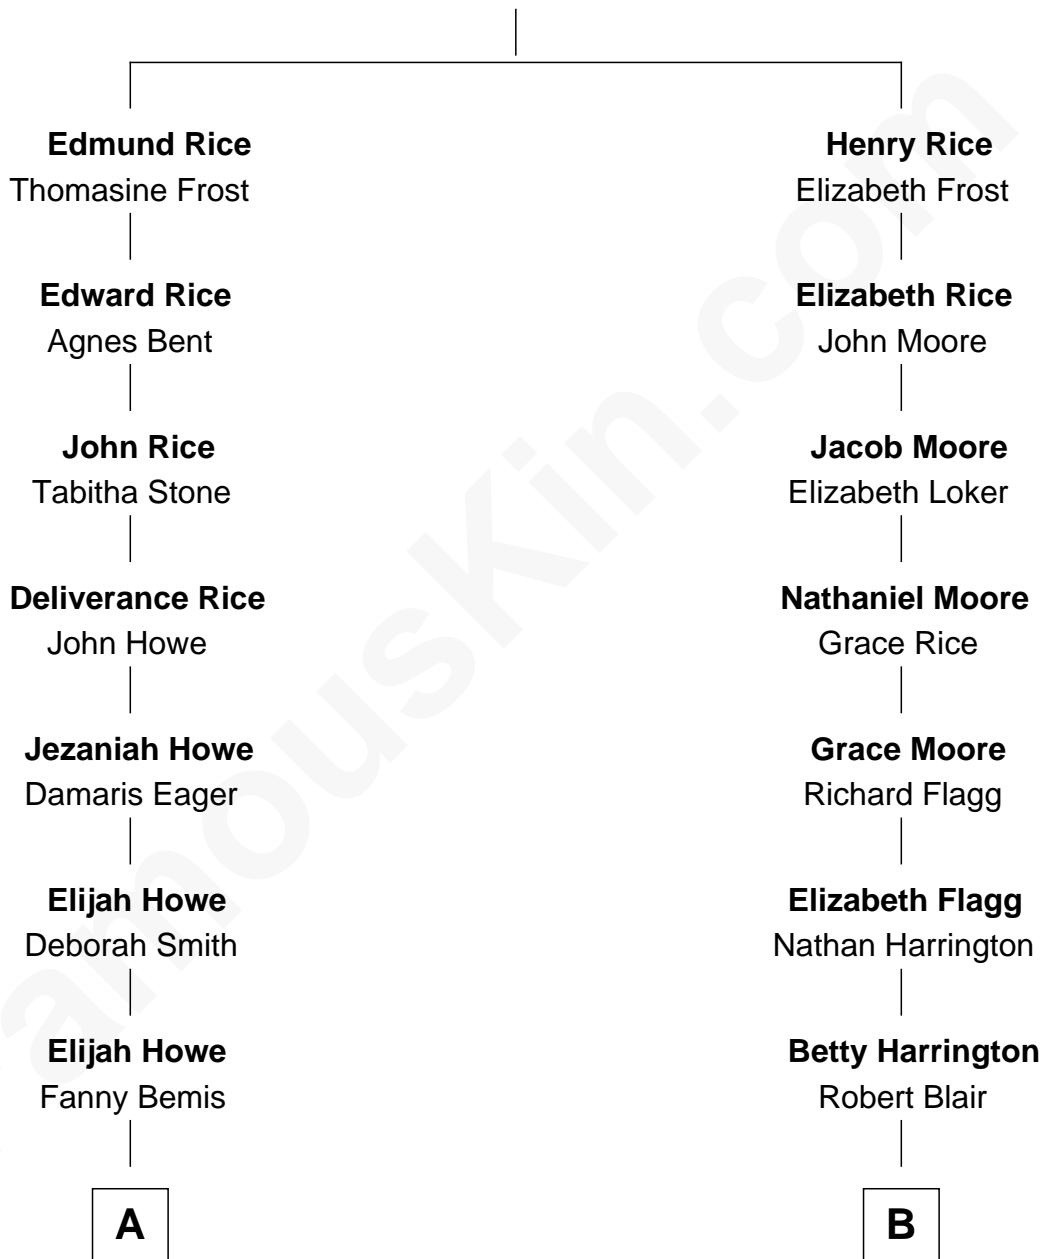 Edmund Rice
Thomasine Frost
Edward Rice
Agnes Bent
John Rice
Tabitha Stone
Deliverance Rice
John Howe
Jezaniah Howe
Damaris Eager
Elijah Howe
Deborah Smith
Elijah Howe
Fanny Bemis
A
Henry Rice
Elizabeth Frost
Elizabeth Rice
John Moore
Jacob Moore
Elizabeth Loker
Nathaniel Moore
Grace Rice
Grace Moore
Richard Flagg
Elizabeth Flagg
Nathan Harrington
Betty Harrington
Robert Blair
B
amouskin.com